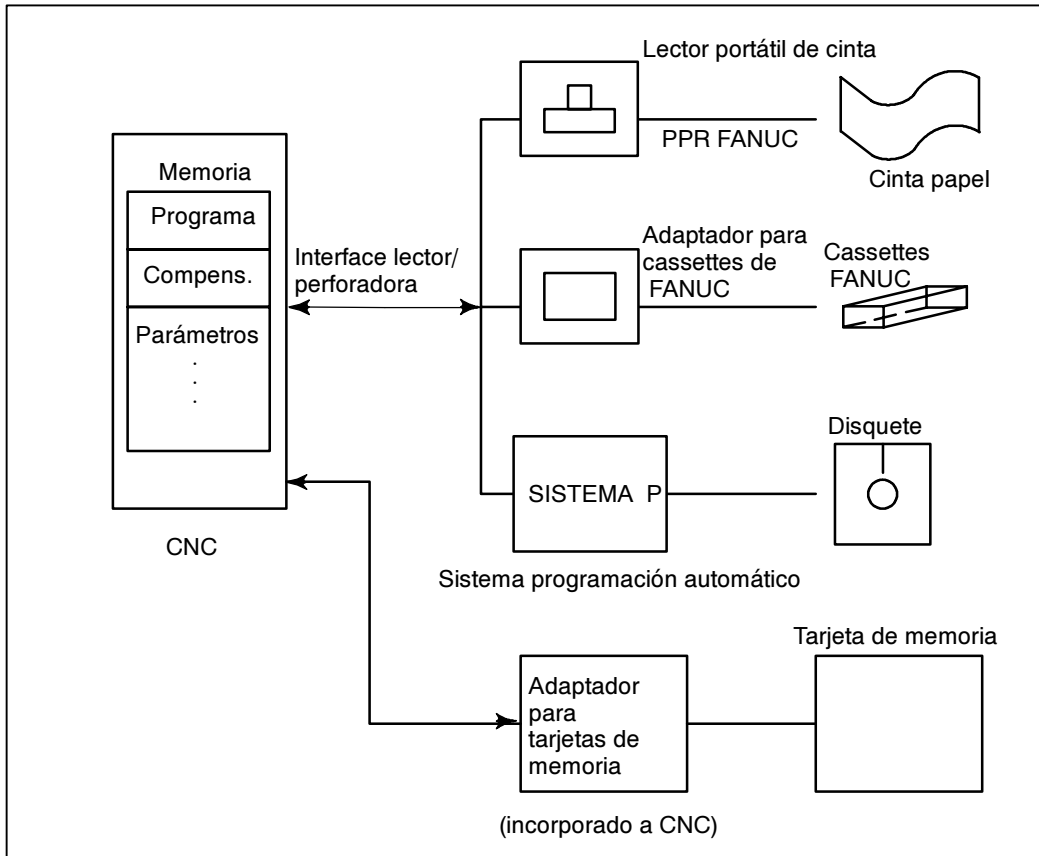 Lector portátil de cinta
PPR FANUC
Cinta papel
Memoria
Programa
Compens.
Parámetros
CNC
Interface lector/
perforadora
Adaptador para
cassettes de
FANUC
Cassettes
FANUC
SISTEMA P
Disquete
Sistema programación automático
Adaptador
para
tarjetas de
memoria
(incorporado a CNC)
Tarjeta de memoria